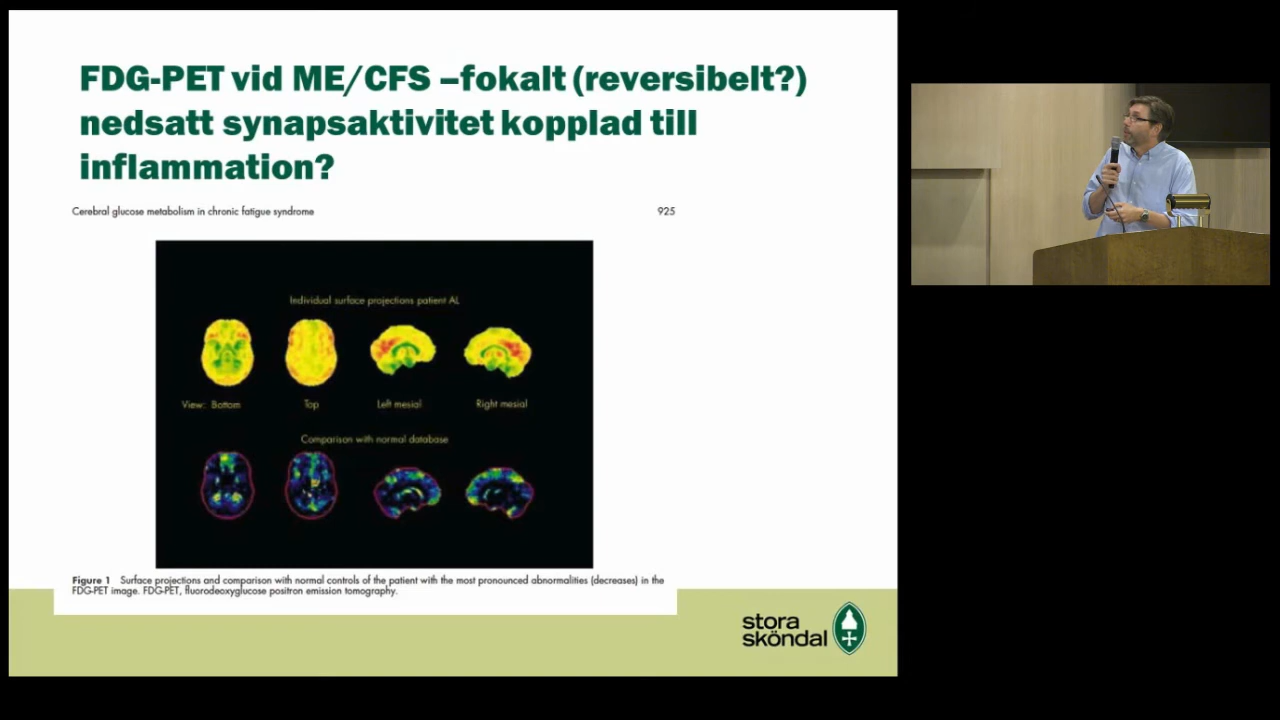 FDG-PET vid ME/CFS –fokalt (reversibelt?)
nedsatt synapsaktivitet kopplad till
inflammation?
Cerebral glucose metabolism in chronic fatigue syndrome 925
Individual surface projections patient AL
View: Bottom Top Left mesial Right mesial
Comparison with normal database
Figure 1 Surface projections and comparison with normal controls of the patient with the most pronounced abnormalities (decreases) in the
FDG-PET image. FDG-PET, fluorodeoxyglucose positron emission tomography.
stora
sköndal